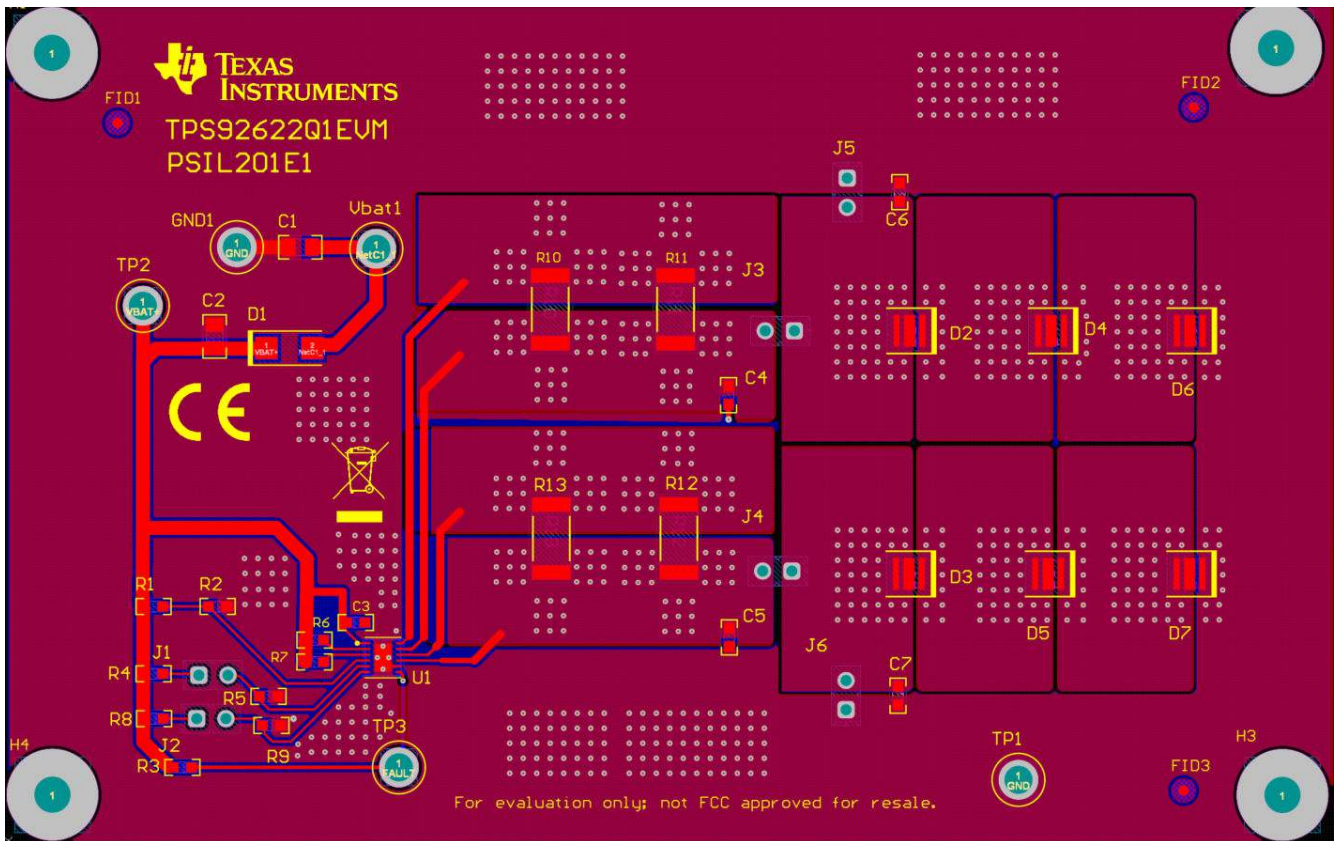 TEXAS
INSTRUMENTS
TPS92622Q1EVM
PSIL201E1
FID1
FID2
1
1
J5
C6
GND1
C1
Vbat1
1
GND
1
NetC1_1
TP2
1
VBAT+
C2
D1
1
VBAT+
2
NetC1_1
R10
R11
J3
D2
D4
D6
C4
CE
R13
R12
J4
D3
D5
D7
C5
R1
R2
C3
R6
R7
U1
J1
R4
R5
R8
J2
R9
R3
TP3
1
FAULT
J6
C7
TP1
1
GND
H4
1
H3
1
FID3
For evaluation only; not FCC approved for resale.